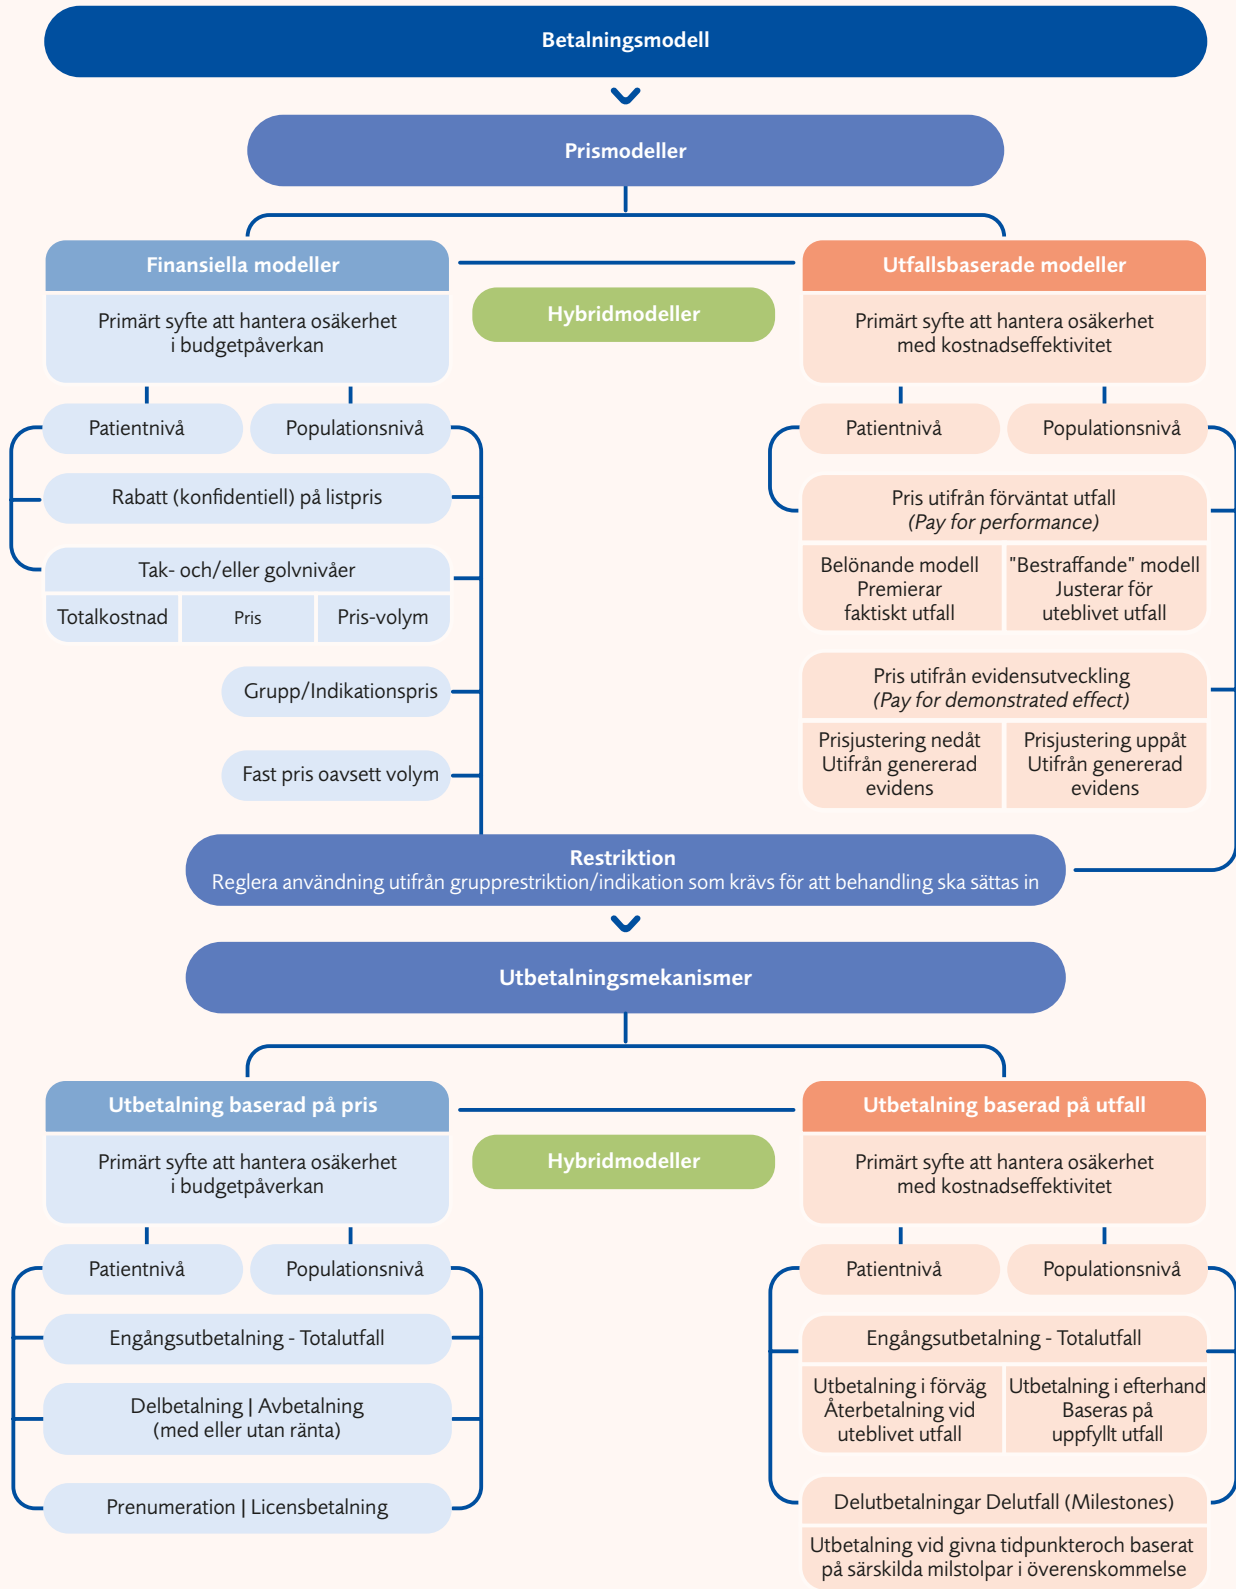 Betalningsmodell
Prismodeller
Finansiella modeller
Primärt syfte att hantera osäkerhet
i budgetpåverkan
Hybridmodeller
Utfallsbaserade modeller
Primärt syfte att hantera osäkerhet
med kostnadseffektivitet
Patientnivå
Populationsnivå
Rabatt (konfidentiell) på listpris
Tak- och/eller golvnivåer
Totalkostnad
Pris
Pris-volym
Grupp/Indikationspris
Fast pris oavsett volym
Patientnivå
Populationsnivå
Pris utifrån förväntat utfall
(Pay for performance)
Belönande modell
Premierar
faktiskt utfall
"Bestraffande" modell
Justerar för
uteblivet utfall
Pris utifrån evidensutveckling
(Pay for demonstrated effect)
Prisjustering nedåt
Utifrån genererad
evidens
Prisjustering uppåt
Utifrån genererad
evidens
Restriktion
Reglera användning utifrån grupprestriktion/indikation som krävs för att behandling ska sättas in
Utbetalningsmekanismer
Utbetalning baserad på pris
Primärt syfte att hantera osäkerhet
i budgetpåverkan
Hybridmodeller
Utbetalning baserad på utfall
Primärt syfte att hantera osäkerhet
med kostnadseffektivitet
Patientnivå
Populationsnivå
Engångsutbetalning - Totalutfall
Delbetalning | Avbetalning
(med eller utan ränta)
Prenumeration | Licensbetalning
Patientnivå
Populationsnivå
Engångsutbetalning - Totalutfall
Utbetalning i förväg
Återbetalning vid
uteblivet utfall
Utbetalning i efterhand
Baseras på
uppfyllt utfall
Delutbetalningar Delutfall (Milestones)
Utbetalning vid givna tidpunkteroch baserat
på särskilda milstolpar i överenskommelse